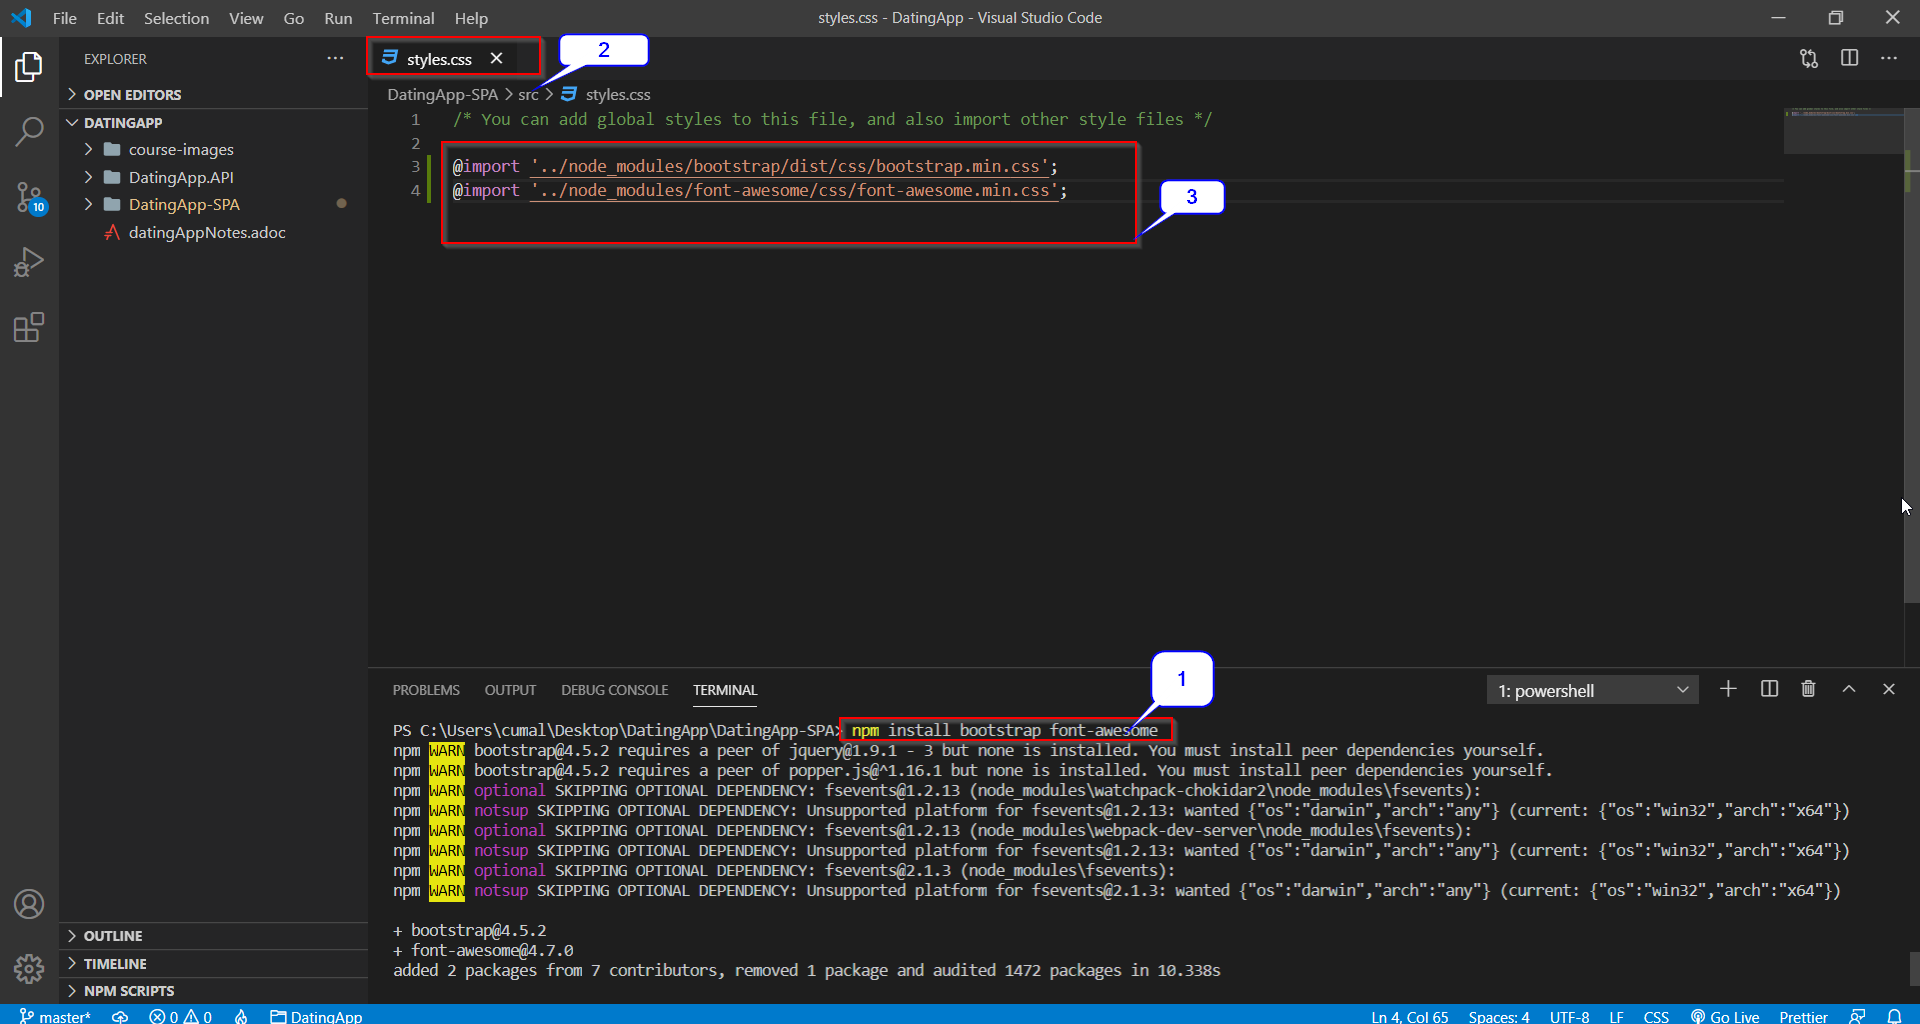 File Edit Selection View Go Run Terminal Help
styles.css - DatingApp - Visual Studio Code
EXPLORER
OPEN EDITORS
DATINGAPP
course-images
DatingApp.API
DatingApp-SPA
datingAppNotes.adoc
10
OUTLINE
TIMELINE
NPM SCRIPTS
styles.css
2
DatingApp-SPA > src > styles.css
1 /* You can add global styles to this file, and also import other style files */
2
3 @import '../node_modules/bootstrap/dist/css/bootstrap.min.css';
4 @import '../node_modules/font-awesome/css/font-awesome.min.css';
3
1
PROBLEMS OUTPUT DEBUG CONSOLE TERMINAL
1: powershell
PS C:\Users\cumal\Desktop\DatingApp\DatingApp-SPA> npm install bootstrap font-awesome
npm WARN bootstrap@4.5.2 requires a peer of jquery@1.9.1 - 3 but none is installed. You must install peer dependencies yourself.
npm WARN bootstrap@4.5.2 requires a peer of popper.js@^1.16.1 but none is installed. You must install peer dependencies yourself.
npm WARN optional SKIPPING OPTIONAL DEPENDENCY: fsevents@1.2.13 (node_modules\watchpack-chokidar2\node_modules\fsevents):
npm WARN notsup SKIPPING OPTIONAL DEPENDENCY: Unsupported platform for fsevents@1.2.13: wanted {"os":"darwin","arch":"any"} (current: {"os":"win32","arch":"x64"})
npm WARN optional SKIPPING OPTIONAL DEPENDENCY: fsevents@1.2.13 (node_modules\webpack-dev-server\node_modules\fsevents):
npm WARN notsup SKIPPING OPTIONAL DEPENDENCY: Unsupported platform for fsevents@1.2.13: wanted {"os":"darwin","arch":"any"} (current: {"os":"win32","arch":"x64"})
npm WARN optional SKIPPING OPTIONAL DEPENDENCY: fsevents@2.1.3 (node_modules\fsevents):
npm WARN notsup SKIPPING OPTIONAL DEPENDENCY: Unsupported platform for fsevents@2.1.3: wanted {"os":"darwin","arch":"any"} (current: {"os":"win32","arch":"x64"})
+ bootstrap@4.5.2
+ font-awesome@4.7.0
added 2 packages from 7 contributors, removed 1 package and audited 1472 packages in 10.338s
master* 0 0 DatingApp
Ln 4, Col 65 Spaces: 4 UTF-8 LF CSS Go Live Prettier